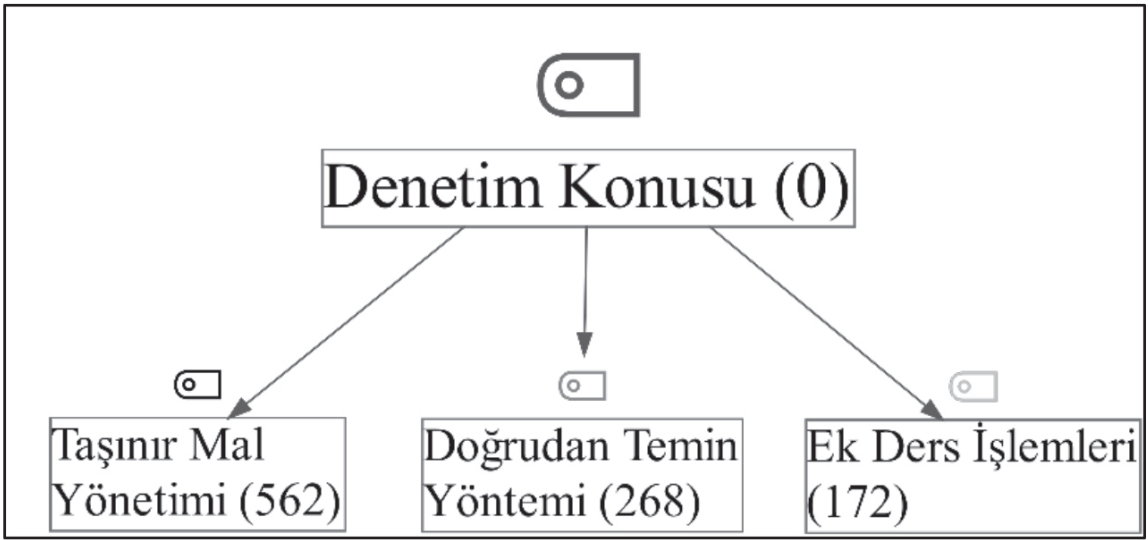 Denetim Konusu (0)
Taşınır Mal
Yönetimi (562)
Doğrudan Temin
Yöntemi (268)
Ek Ders İşlemleri
(172)